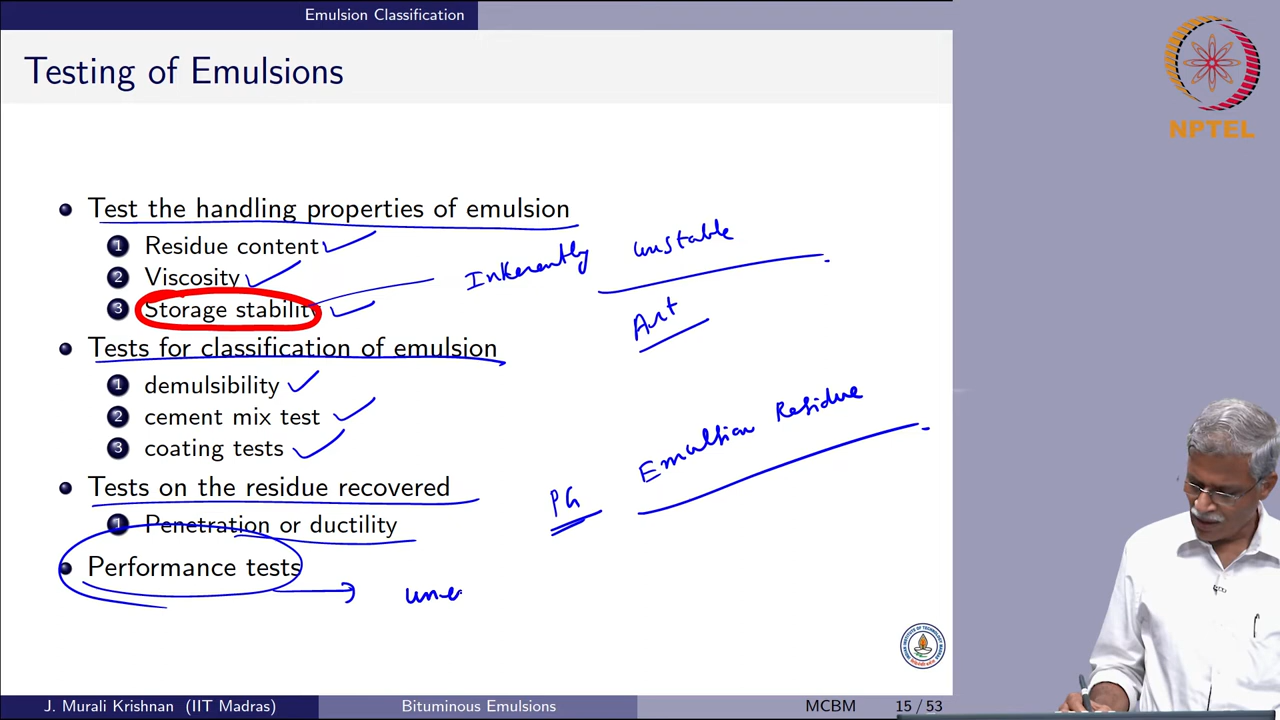 Emulsion Classification
Testing of Emulsions
NPTEL
Test the handling properties of emulsion
1 Residue content
2 Viscosity
3 Storage stability
Inherently unstable
Art
Tests for classification of emulsion
1 demulsibility
2 cement mix test
3 coating tests
Emulsion Residue
Tests on the residue recovered
PG
1 Penetration or ductility
Performance tests
J. Murali Krishnan (IIT Madras)
Bituminous Emulsions
MCBM
15 / 53